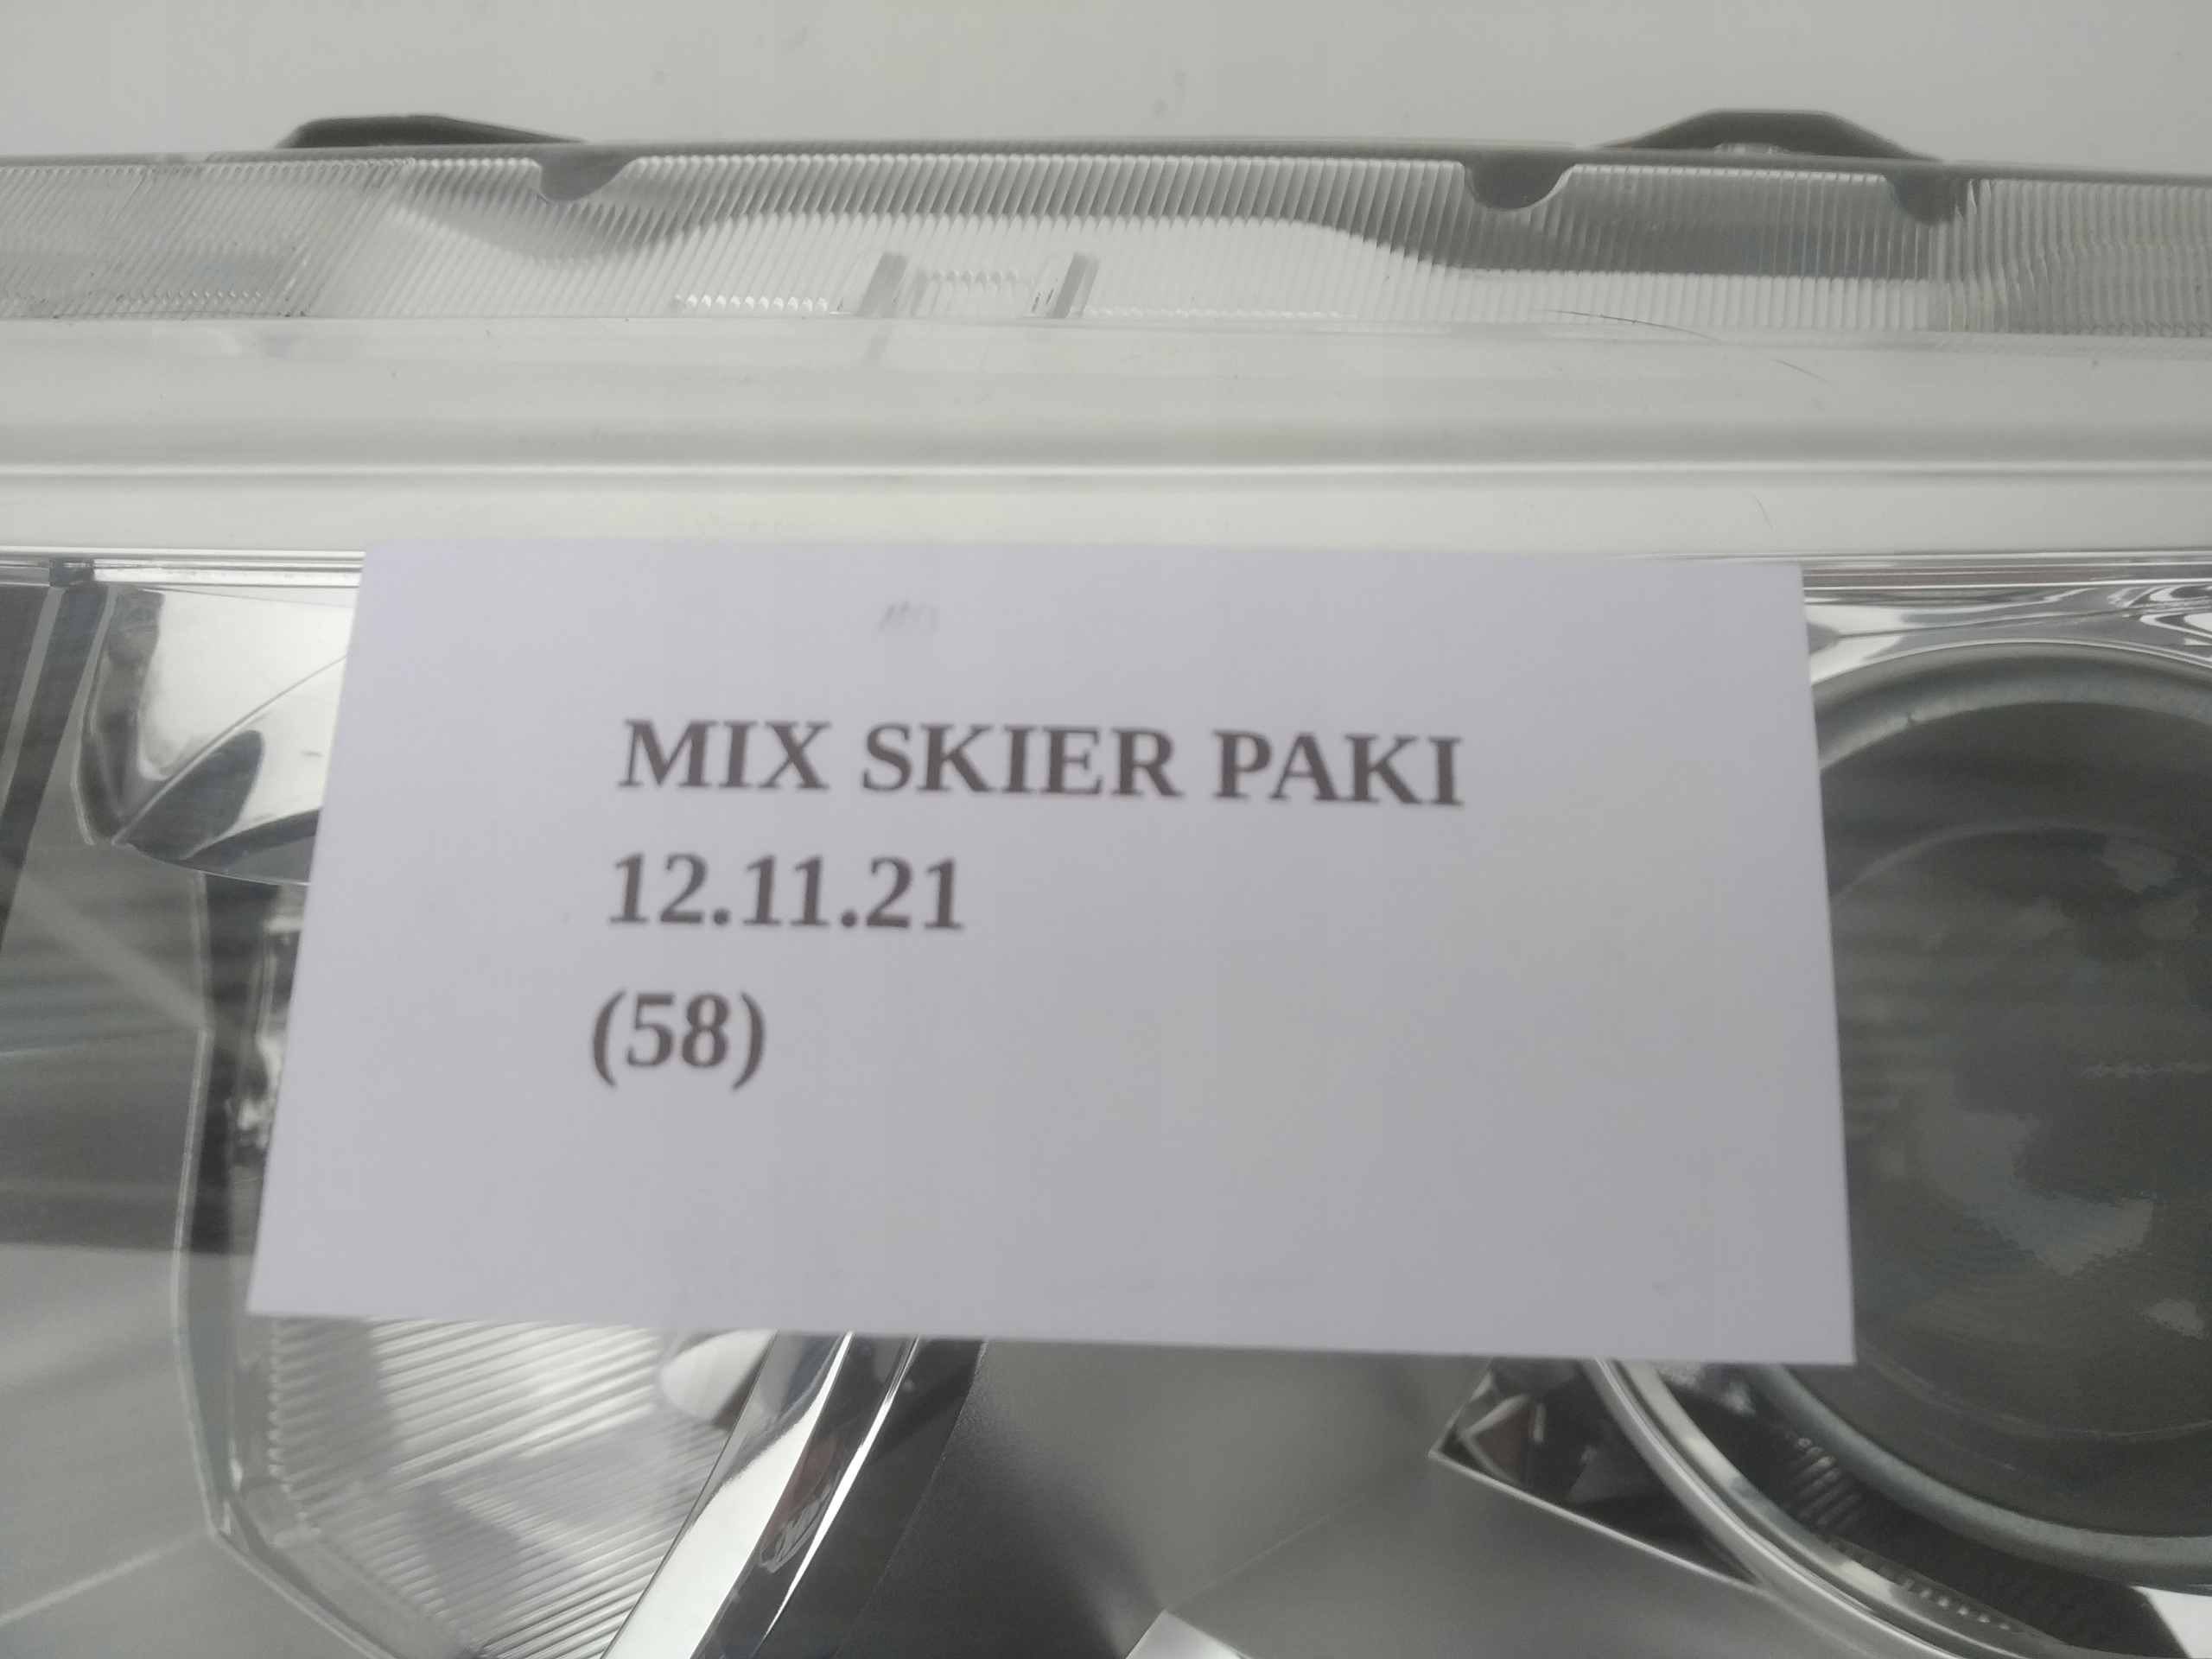 MIX SKIER PAKI
12.11.21
(58)